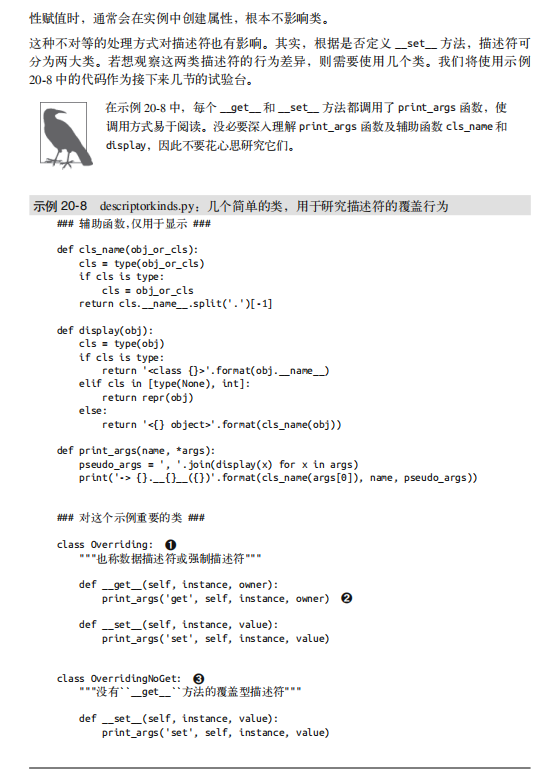 性赋值时，通常会在实例中创建属性，根本不影响类。
这种不对等的处理方式对描述符也有影响。其实，根据是否定义 __set__ 方法，描述符可
分为两大类。若想观察这两类描述符的行为差异，则需要使用几个类。我们将使用示例
20-8 中的代码作为接下来几节的试验台。
在示例 20-8 中，每个 __get__ 和 __set__ 方法都调用了 print_args 函数，使
调用方式易于阅读。没必要深入理解 print_args 函数及辅助函数 cls_name 和
display，因此不要花心思研究它们。
示例 20-8 descriptorkinds.py：几个简单的类，用于研究描述符的覆盖行为
### 辅助函数,仅用于显示 ###
def cls_name(obj_or_cls):
    cls = type(obj_or_cls)
    if cls is type:
        cls = obj_or_cls
    return cls.__name__.split('.')[-1]
def display(obj):
    cls = type(obj)
    if cls is type:
        return '<class {}>'.format(obj.__name__)
    elif cls in [type(None), int]:
        return repr(obj)
    else:
        return '<{} object>'.format(cls_name(obj))
def print_args(name, *args):
    pseudo_args = ', '.join(display(x) for x in args)
    print('-> {}.__{}__({})'.format(cls_name(args[0]), name, pseudo_args))
### 对这个示例重要的类 ###
class Overriding: ❶
    """也称数据描述符或强制描述符"""
    def __get__(self, instance, owner):
        print_args('get', self, instance, owner) ❷
    def __set__(self, instance, value):
        print_args('set', self, instance, value)
class OverridingNoGet: ❸
    """没有``__get__``方法的覆盖型描述符"""
    def __set__(self, instance, value):
        print_args('set', self, instance, value)